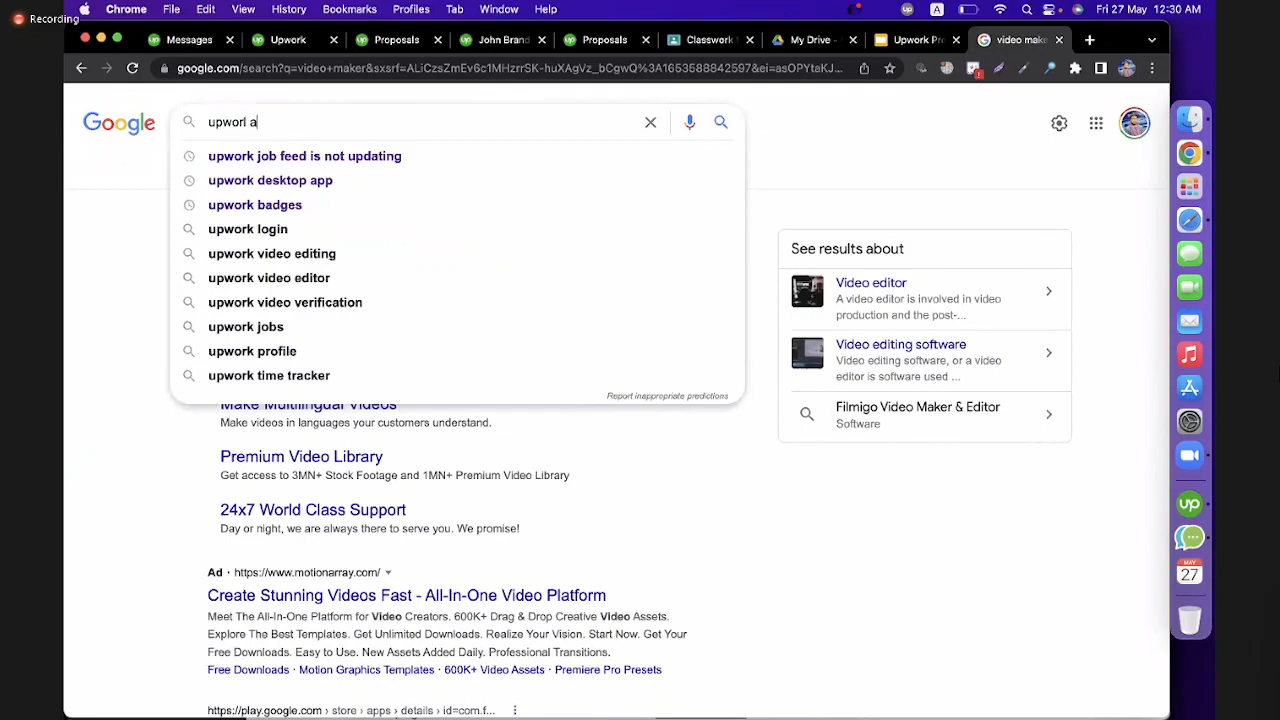 Recording
Chrome File Edit View History Bookmarks Profiles Tab Window Help
A
Fri 27 May 12:30 AM
up Messages
up Upwork
up Proposals
up John Brand
up Proposals
Classwork
My Drive -
Upwork Pr
video make
google.com/search?q=video+maker&sxsrf=ALiCzsZmEv6c1MHzrrSK-huXAgVz_bCgwQ%3A1653588842597&ei=asOPYtaKJ...
Google
upworl a
upwork job feed is not updating
upwork desktop app
upwork badges
upwork login
upwork video editing
upwork video editor
upwork video verification
upwork jobs
upwork profile
upwork time tracker
Report inappropriate predictions
See results about
Video editor
A video editor is involved in video
production and the post-...
Video editing software
Video editing software, or a video
editor is software used ...
Filmigo Video Maker & Editor
Software
Make Multilingual Videos
Make videos in languages your customers understand.
Premium Video Library
Get access to 3MN+ Stock Footage and 1MN+ Premium Video Library
24x7 World Class Support
Day or night, we are always there to serve you. We promise!
Ad · https://www.motionarray.com/
Create Stunning Videos Fast - All-In-One Video Platform
Meet The All-In-One Platform for Video Creators. 600K+ Drag & Drop Creative Video Assets.
Explore The Best Templates. Get Unlimited Downloads. Realize Your Vision. Start Now. Get Your
Free Downloads. Easy to Use. New Assets Added Daily. Professional Transitions.
Free Downloads · Motion Graphics Templates · 600K+ Video Assets · Premiere Pro Presets
https://play.google.com › store › apps › details › id=com.f...
up
MAY
27